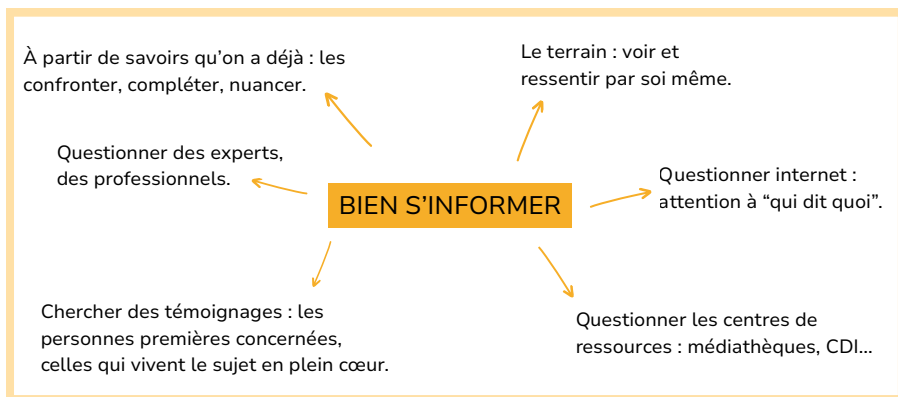 À partir de savoirs qu'on a déjà : les
confronter, compléter, nuancer.
Le terrain : voir et
ressentir par soi même.
Questionner des experts,
des professionnels.
BIEN S'INFORMER
Questionner internet :
attention à “qui dit quoi”.
Chercher des témoignages : les
personnes premières concernées,
celles qui vivent le sujet en plein cœur.
Questionner les centres de
ressources : médiathèques, CDI...